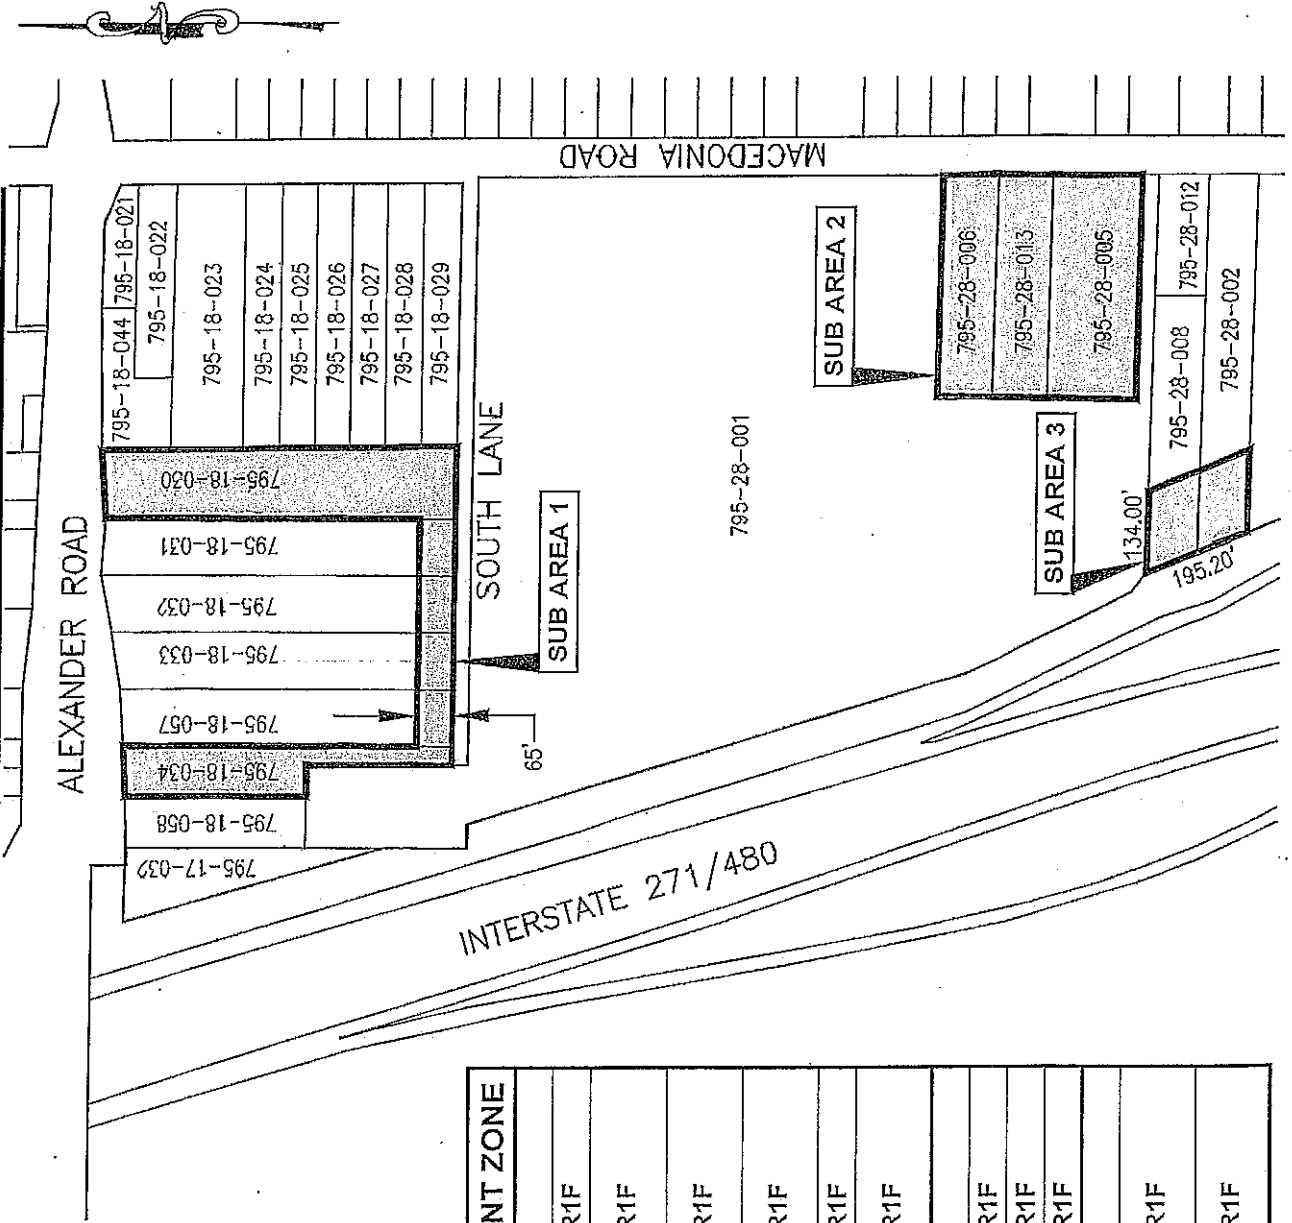 MACEDONIA ROAD
795-18-021
795-18-044
795-18-022
795-18-023
795-18-024
795-18-025
795-18-026
795-18-027
795-18-028
795-18-029
ALEXANDER ROAD
795-18-030
795-18-031
795-18-032
795-18-033
795-18-057
795-18-034
795-18-058
795-17-032
SOUTH LANE
SUB AREA 1
65'
795-28-001
SUB AREA 2
795-28-006
795-28-013
795-28-005
795-28-012
795-28-008
795-28-002
SUB AREA 3
134.00'
195.20'
INTERSTATE 271/480
NT ZONE
R1F
R1F
R1F
R1F
R1F
R1F
R1F
R1F
R1F
R1F
R1F